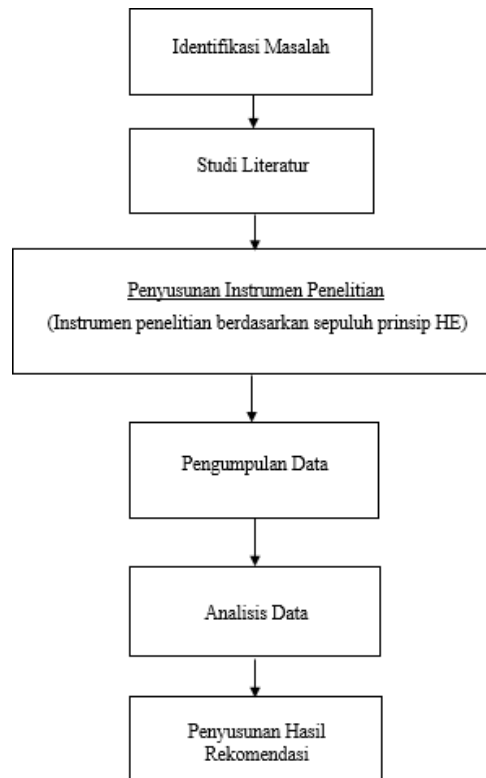 Identifikasi Masalah
Studi Literatur
Penyusunan Instrumen Penelitian
(Instrumen penelitian berdasarkan sepuluh prinsip HE)
Pengumpulan Data
Analisis Data
Penyusunan Hasil
Rekomendasi